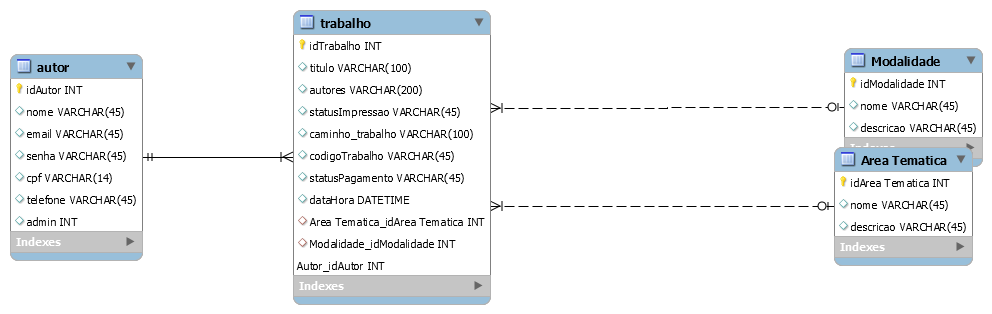 autor
idAutor INT
nome VARCHAR(45)
email VARCHAR(45)
senha VARCHAR(45)
cpf VARCHAR(14)
telefone VARCHAR(45)
admin INT
Indexes
trabalho
idTrabalho INT
titulo VARCHAR(100)
autores VARCHAR(200)
statusImpressao VARCHAR(45)
caminho_trabalho VARCHAR(100)
codigoTrabalho VARCHAR(45)
statusPagamento VARCHAR(45)
dataHora DATETIME
Area Tematica_idArea Tematica INT
Modalidade_idModalidade INT
Autor_idAutor INT
Indexes
Modalidade
idModalidade INT
nome VARCHAR(45)
descricao VARCHAR(45)
Indexes
Area Tematica
idArea Tematica INT
nome VARCHAR(45)
descricao VARCHAR(45)
Indexes